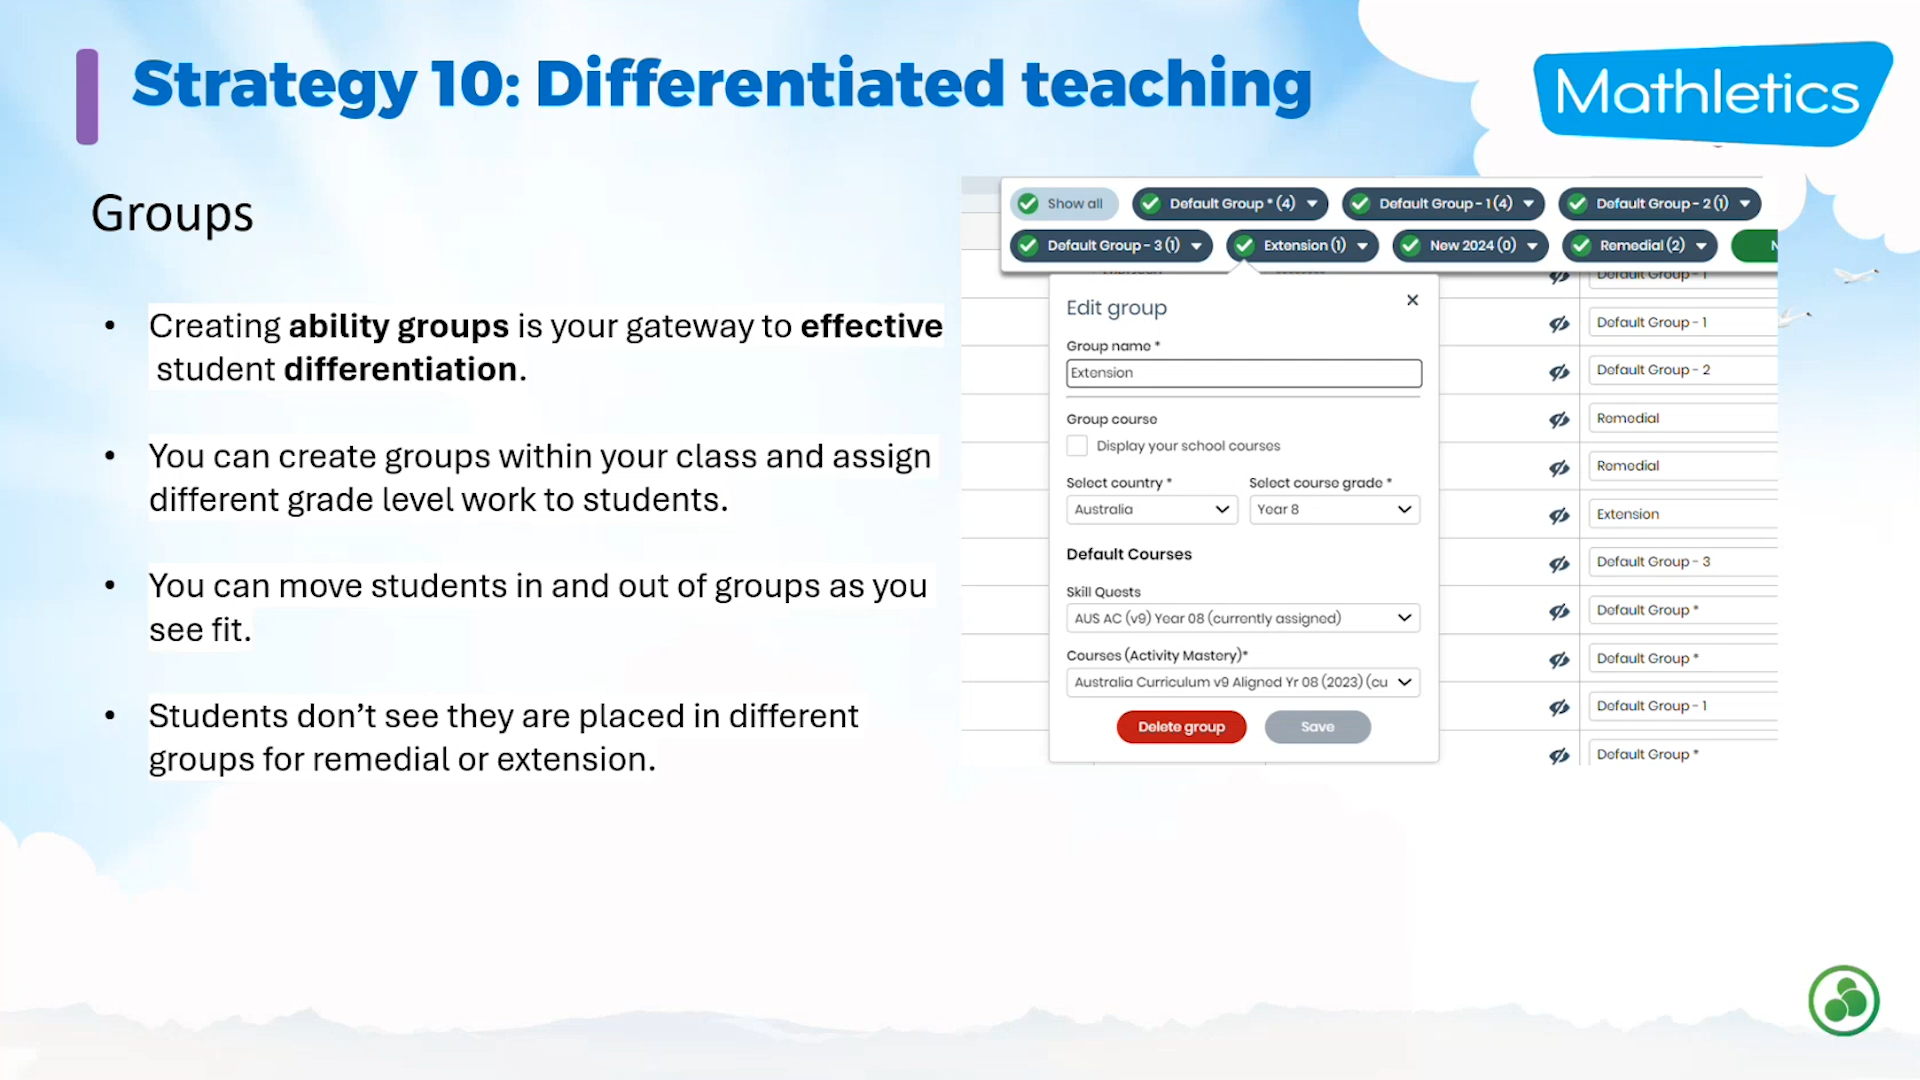 Strategy 10: Differentiated teaching
Mathletics
Groups
• Creating ability groups is your gateway to effective
student differentiation.
• You can create groups within your class and assign
different grade level work to students.
• You can move students in and out of groups as you
see fit.
• Students don’t see they are placed in different
groups for remedial or extension.
Show all
Default Group * (4)
Default Group - 1 (4)
Default Group - 2 (1)
Default Group - 3 (1)
Extension (1)
New 2024 (0)
Remedial (2)
N
Edit group
Group name *
Extension
Group course
Display your school courses
Select country *
Select course grade *
Australia
Year 8
Default Courses
Skill Quests
AUS AC (v9) Year 08 (currently assigned)
Courses (Activity Mastery)*
Australia Curriculum v9 Aligned Yr 08 (2023) (cu
Delete group
Save
Default Group - 1
Default Group - 1
Default Group - 2
Remedial
Remedial
Extension
Default Group - 3
Default Group *
Default Group *
Default Group - 1
Default Group *